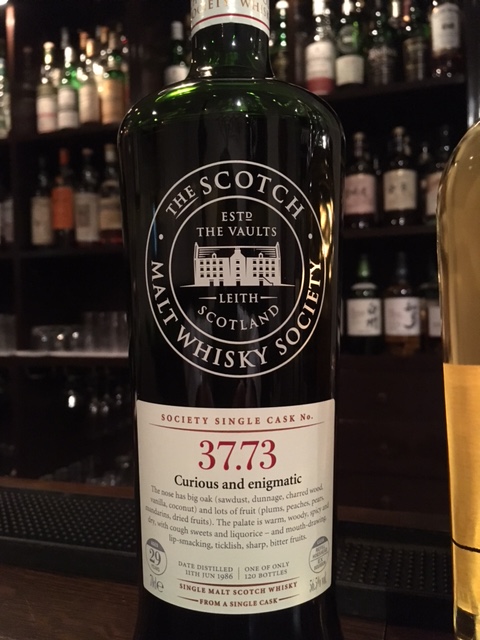 THE SCOTCH
MALT WHISKY SOCIETY
ESTD
THE VAULTS
LEITH
SCOTLAND
SOCIETY SINGLE CASK No.
37.73
Curious and enigmatic
The nose has big oak (sawdust, dunnage, charred wood,
vanilla, coconut) and lots of fruit (plums, peaches, pears,
mandarins, dried fruits). The palate is warm, woody, spicy and
dry, with cough sweets and liquorice – and mouth-drawing,
lip-smacking, ticklish, sharp, bitter fruits.
29
DATE DISTILLED
11TH JUN 1986
ONE OF ONLY
120 BOTTLES
70cl
SINGLE MALT SCOTCH WHISKY
FROM A SINGLE CASK